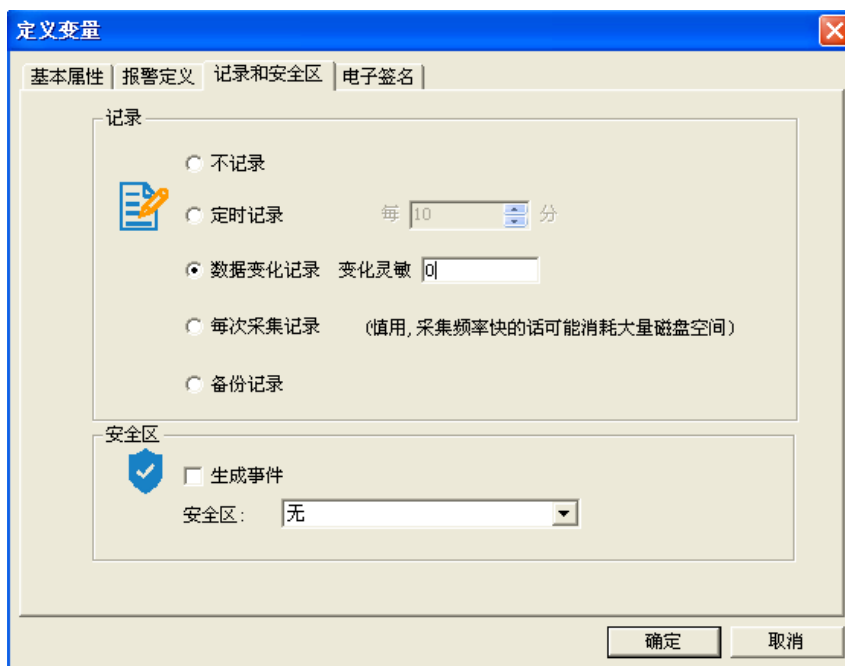 定义变量
基本属性 报警定义 记录和安全区 电子签名
记录
不记录
定时记录 每 10 分
数据变化记录 变化灵敏 0
每次采集记录 (慎用,采集频率快的话可能消耗大量磁盘空间)
备份记录
安全区
生成事件
安全区: 无
确定 取消